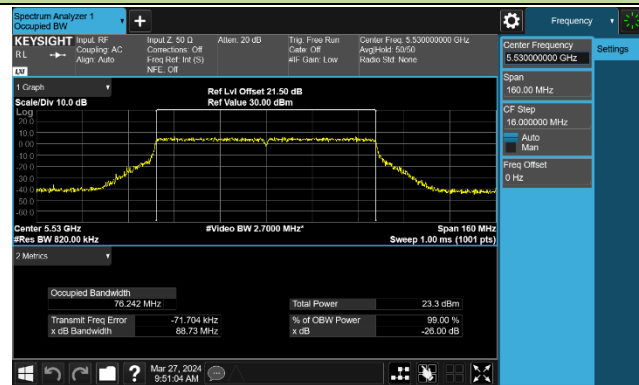 Spectrum Analyzer 1
Occupied BW
Frequency
KEYSIGHT
RL
LXI
Input: RF
Coupling: AC
Align: Auto
Input Z: 50 Ω
Corrections: Off
Freq Ref: Int (S)
NFE: Off
Atten: 20 dB
Trig: Free Run
Gate: Off
#IF Gain: Low
Center Freq: 5.530000000 GHz
Avg|Hold: 50/50
Radio Std: None
1 Graph
Scale/Div 10.0 dB
Ref Lvl Offset 21.50 dB
Ref Value 30.00 dBm
Log
20.0
10.0
0.00
-10.0
-20.0
-30.0
-40.0
-50.0
-60.0
Center 5.53 GHz
#Res BW 820.00 kHz
#Video BW 2.7000 MHz*
Span 160 MHz
Sweep 1.00 ms (1001 pts)
2 Metrics
Occupied Bandwidth
76.242 MHz
Total Power 23.3 dBm
Transmit Freq Error -71.704 kHz
% of OBW Power 99.00 %
x dB Bandwidth 88.73 MHz
x dB -26.00 dB
Center Frequency
5.530000000 GHz
Settings
Span
160.00 MHz
CF Step
16.000000 MHz
Auto
Man
Freq Offset
0 Hz
?
Mar 27, 2024
9:51:04 AM